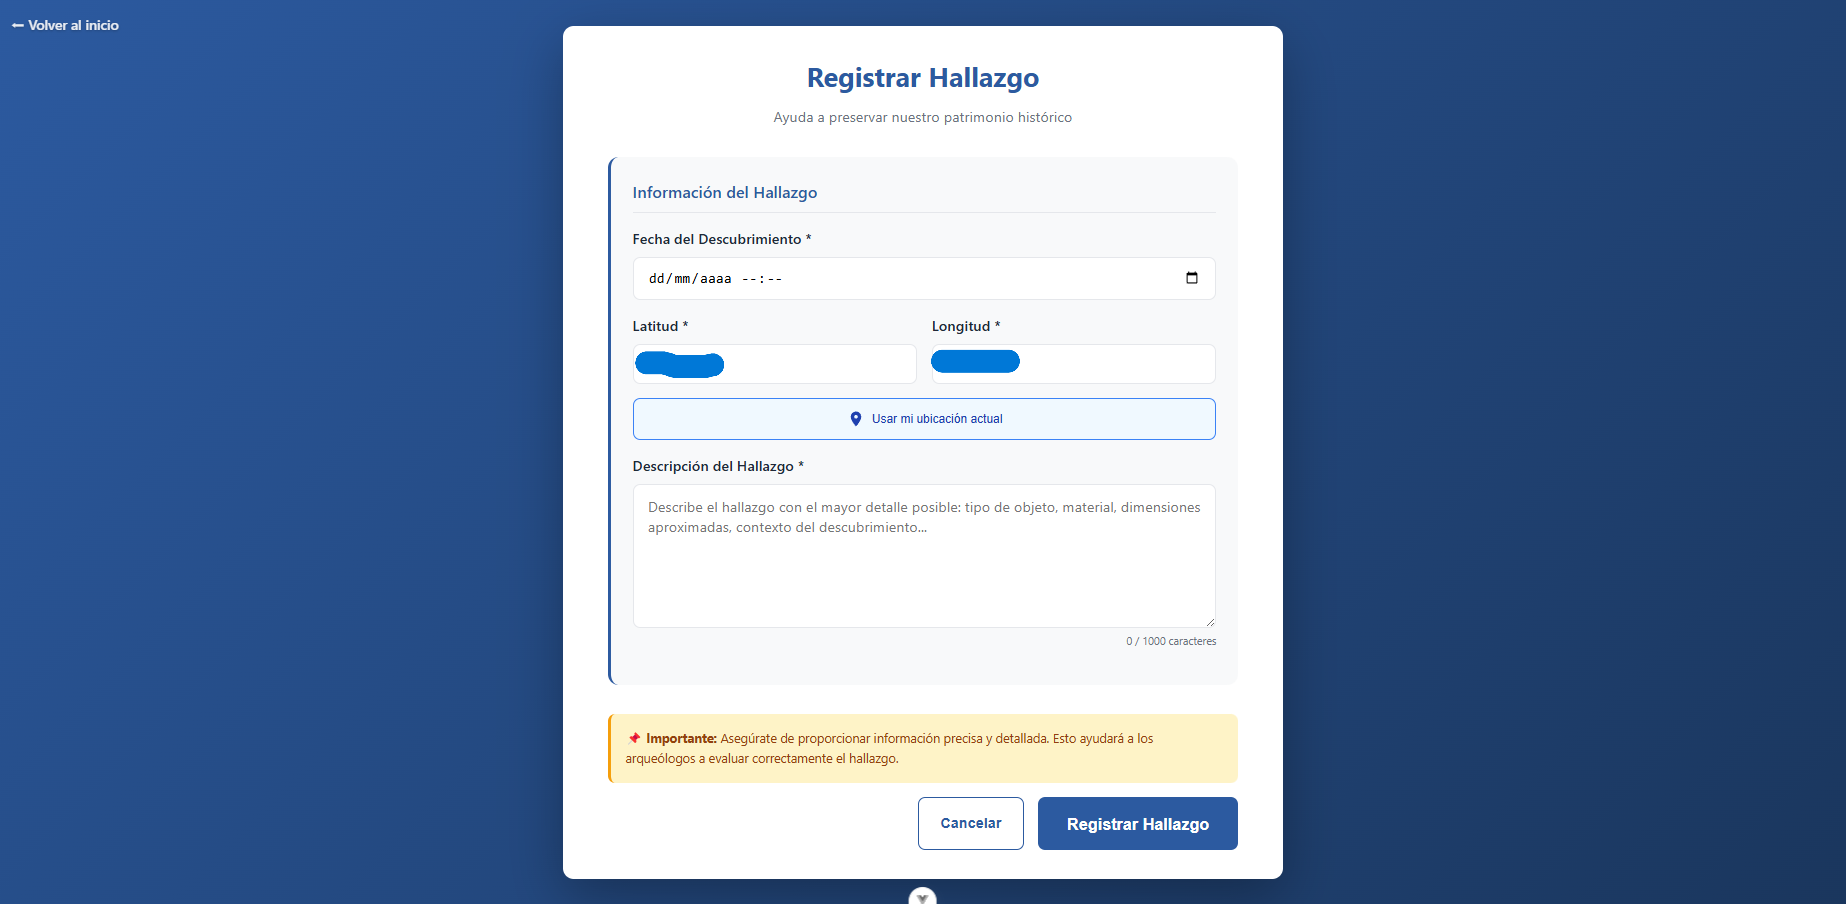 ← Volver al inicio
Registrar Hallazgo
Ayuda a preservar nuestro patrimonio histórico
Información del Hallazgo
Fecha del Descubrimiento *
dd/mm/aaaa --:--
Latitud *
Longitud *
Usar mi ubicación actual
Descripción del Hallazgo *
Describe el hallazgo con el mayor detalle posible: tipo de objeto, material, dimensiones
aproximadas, contexto del descubrimiento...
0 / 1000 caracteres
📌 Importante: Asegúrate de proporcionar información precisa y detallada. Esto ayudará a los
arqueólogos a evaluar correctamente el hallazgo.
Cancelar
Registrar Hallazgo